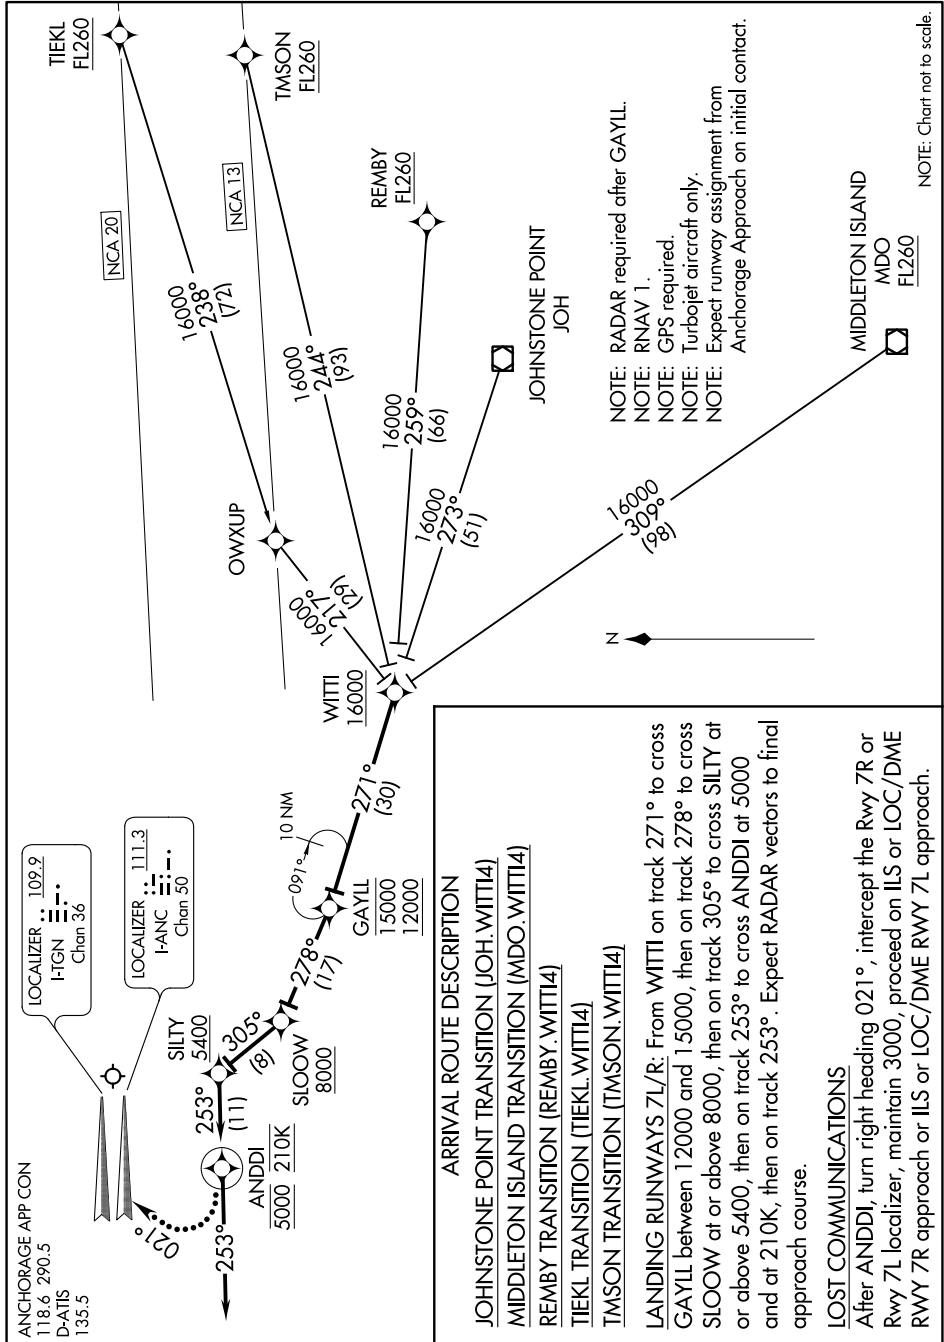 ANCHORAGE APP CON
118.6 290.5
D-ATIS
135.5
LOCALIZER 109.9
I-TGN
Chan 36
LOCALIZER 111.3
I-ANC
Chan 50
TIEKL
FL260
TMSON
FL260
NCA 20
NCA 13
16000
238°
(72)
16000
244°
(93)
OWXUP
16000
217°
(29)
REMBY
FL260
16000
259°
(66)
JOHNSTONE POINT
JOH
16000
273°
(51)
MIDDLETON ISLAND
MDO
FL260
16000
309°
(98)
WITTI
16000
271°
(30)
10 NM
091°
GAYLL
15000
12000
278°
(17)
SLOOW
8000
305°
(8)
SILTY
5400
253°
(11)
ANDDI
5000 210K
021°
253°
N
NOTE: RADAR required after GAYLL.
NOTE: RNAV 1.
NOTE: GPS required.
NOTE: Turbojet aircraft only.
NOTE: Expect runway assignment from
Anchorage Approach on initial contact.
NOTE: Chart not to scale.
ARRIVAL ROUTE DESCRIPTION
JOHNSTONE POINT TRANSITION (JOH.WITTI4)
MIDDLETON ISLAND TRANSITION (MDO.WITTI4)
REMBY TRANSITION (REMBY.WITTI4)
TIEKL TRANSITION (TIEKL.WITTI4)
TMSON TRANSITION (TMSON.WITTI4)
LANDING RUNWAYS 7L/R: From WITTI on track 271° to cross
GAYLL between 12000 and 15000, then on track 278° to cross
SLOOW at or above 8000, then on track 305° to cross SILTY at
or above 5400, then on track 253° to cross ANDDI at 5000
and at 210K, then on track 253°. Expect RADAR vectors to final
approach course.
LOST COMMUNICATIONS
After ANDDI, turn right heading 021°, intercept the Rwy 7R or
Rwy 7L localizer, maintain 3000, proceed on ILS or LOC/DME
RWY 7R approach or ILS or LOC/DME RWY 7L approach.